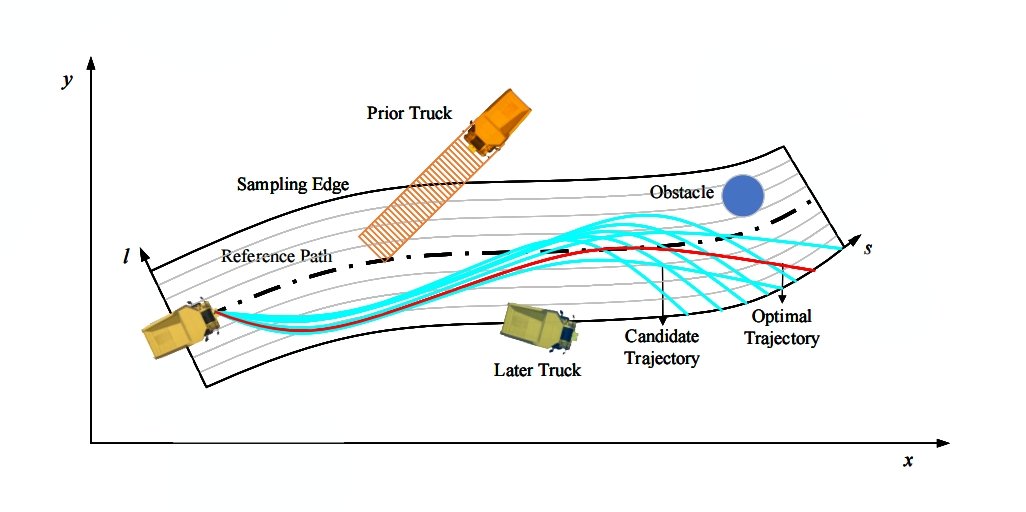 y
Prior Truck
Sampling Edge
Obstacle
l
Reference Path
s
Later Truck
Candidate
Trajectory
Optimal
Trajectory
x